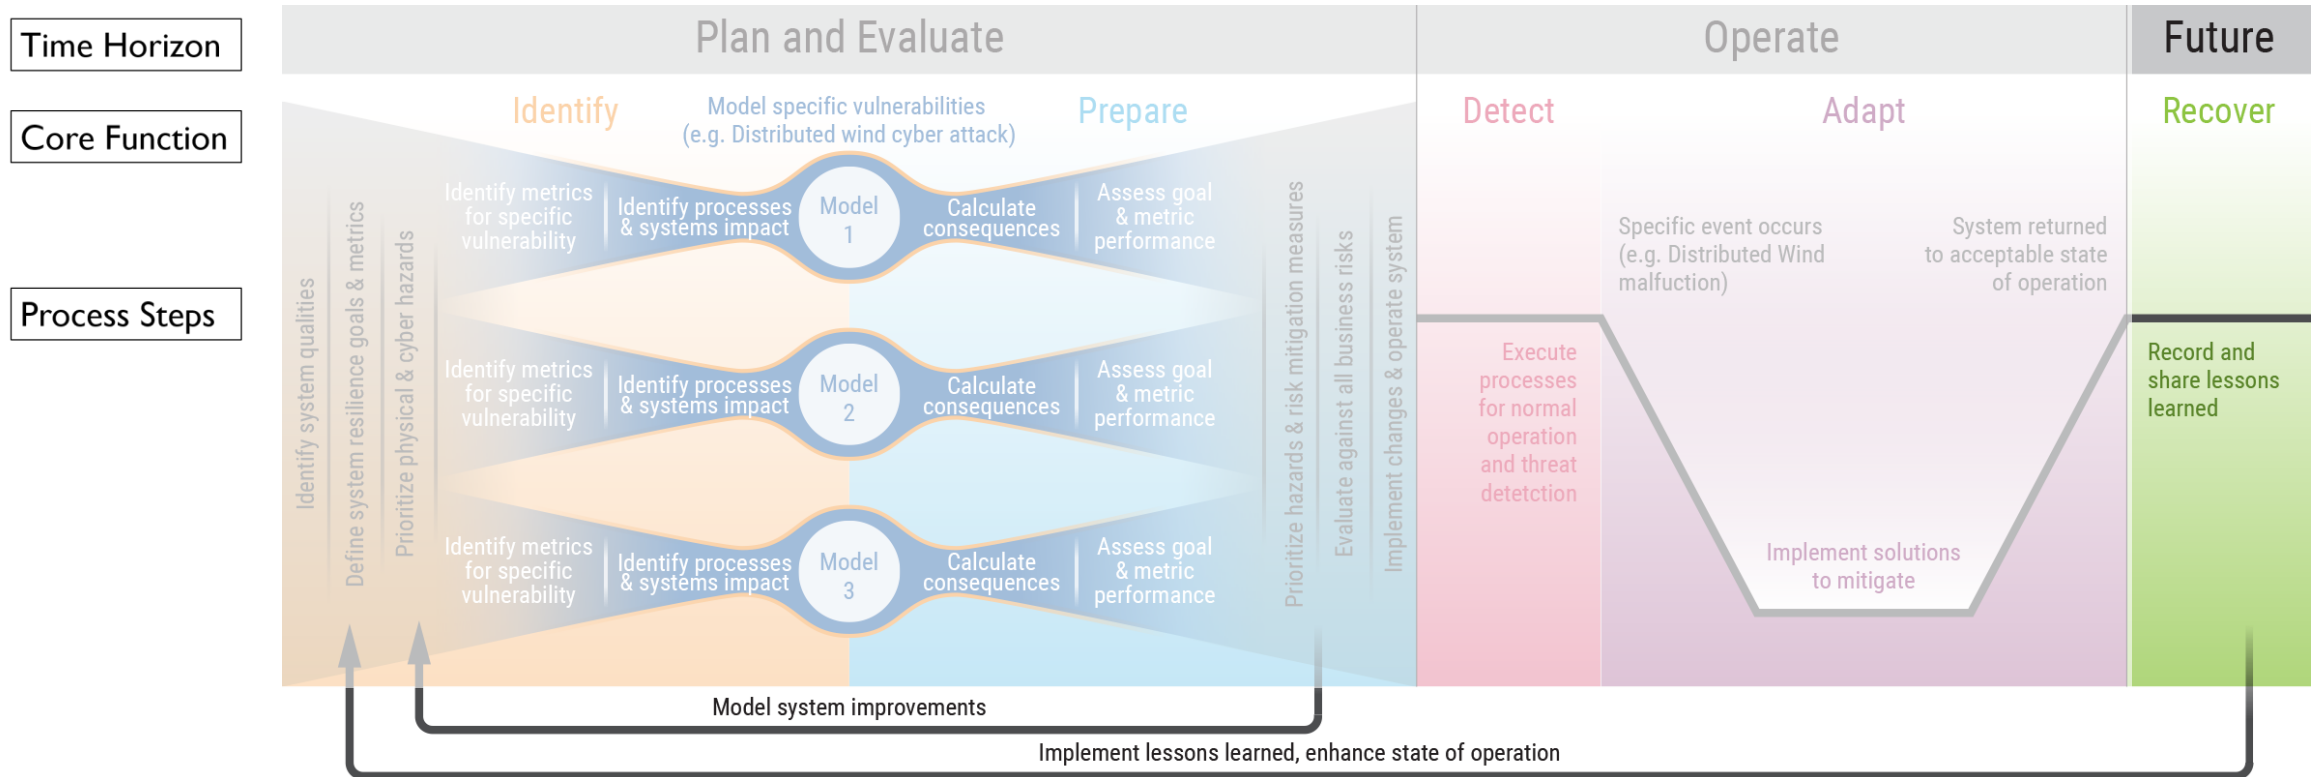 Time Horizon
Plan and Evaluate
Operate
Future
Core Function
Identify
Model specific vulnerabilities
(e.g. Distributed wind cyber attack)
Prepare
Detect
Adapt
Recover
Process Steps
Identify system qualities
Define system resilience goals & metrics
Prioritize physical & cyber hazards
Identify metrics
for specific
vulnerability
Identify processes
& systems impact
Model
1
Calculate
consequences
Assess goal
& metric
performance
Identify metrics
for specific
vulnerability
Identify processes
& systems impact
Model
2
Calculate
consequences
Assess goal
& metric
performance
Identify metrics
for specific
vulnerability
Identify processes
& systems impact
Model
3
Calculate
consequences
Assess goal
& metric
performance
Prioritize hazards & risk mitigation measures
Evaluate against all business risks
Implement changes & operate system
Execute
processes
for normal
operation
and threat
detetction
Specific event occurs
(e.g. Distributed Wind
malfuction)
System returned
to acceptable state
of operation
Implement solutions
to mitigate
Record and
share lessons
learned
Model system improvements
Implement lessons learned, enhance state of operation